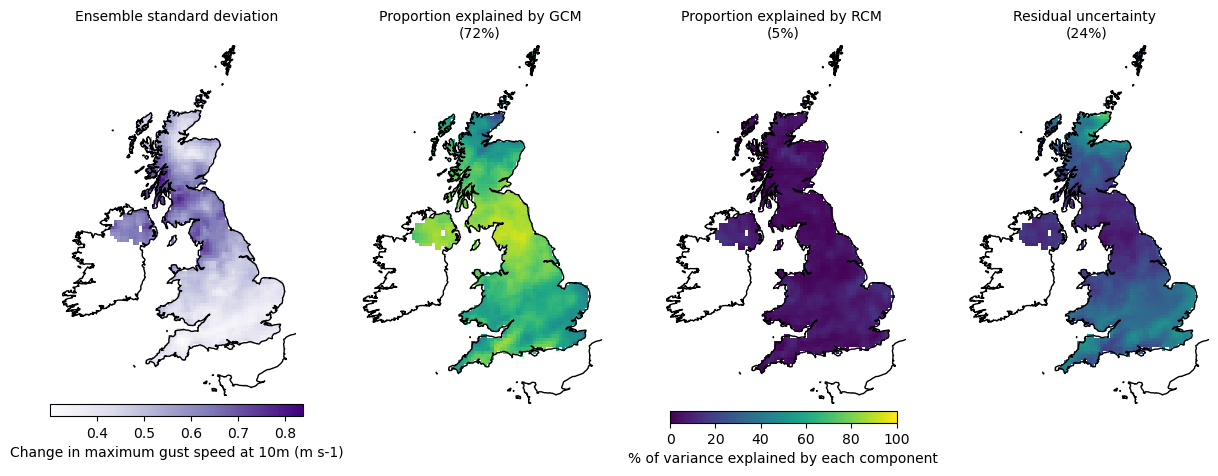 Ensemble standard deviation
Proportion explained by GCM
(72%)
Proportion explained by RCM
(5%)
Residual uncertainty
(24%)
0.4 0.5 0.6 0.7 0.8
Change in maximum gust speed at 10m (m s-1)
0 20 40 60 80 100
% of variance explained by each component